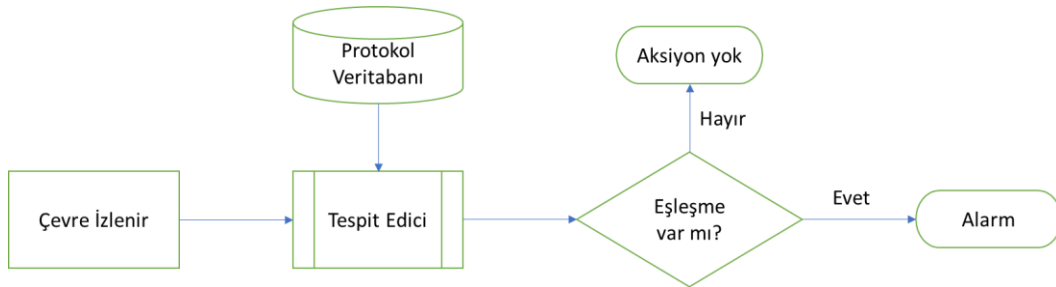 Protokol
Veritabanı
Aksiyon yok
Hayır
Çevre İzlenir
Tespit Edici
Eşleşme
var mı?
Evet
Alarm